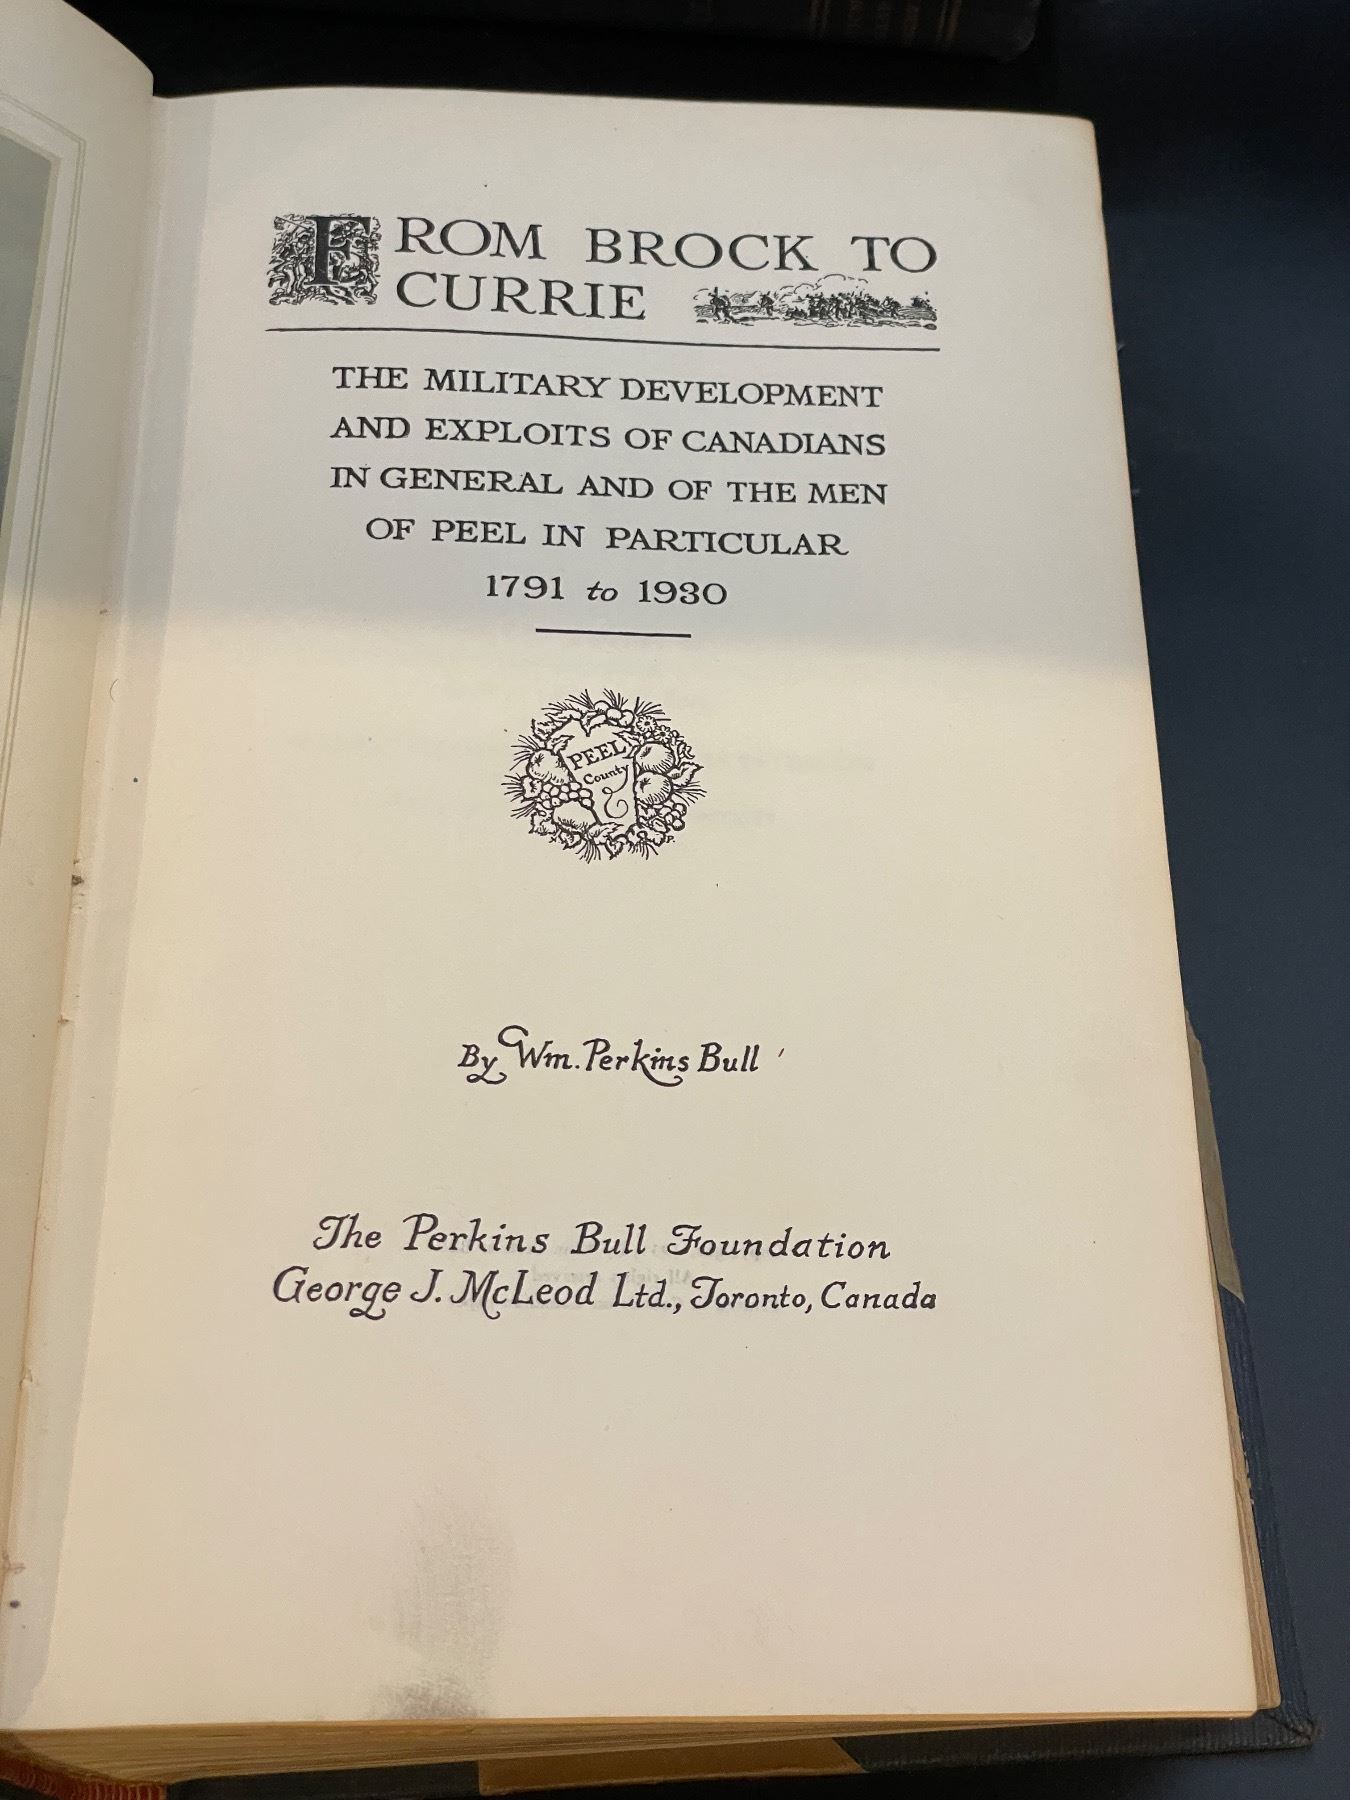 FROM BROCK TO
CURRIE
THE MILITARY DEVELOPMENT
AND EXPLOITS OF CANADIANS
IN GENERAL AND OF THE MEN
OF PEEL IN PARTICULAR
1791 to 1930
PEEL
County
By Wm. Perkins Bull
The Perkins Bull Foundation
George J. McLeod Ltd., Toronto, Canada